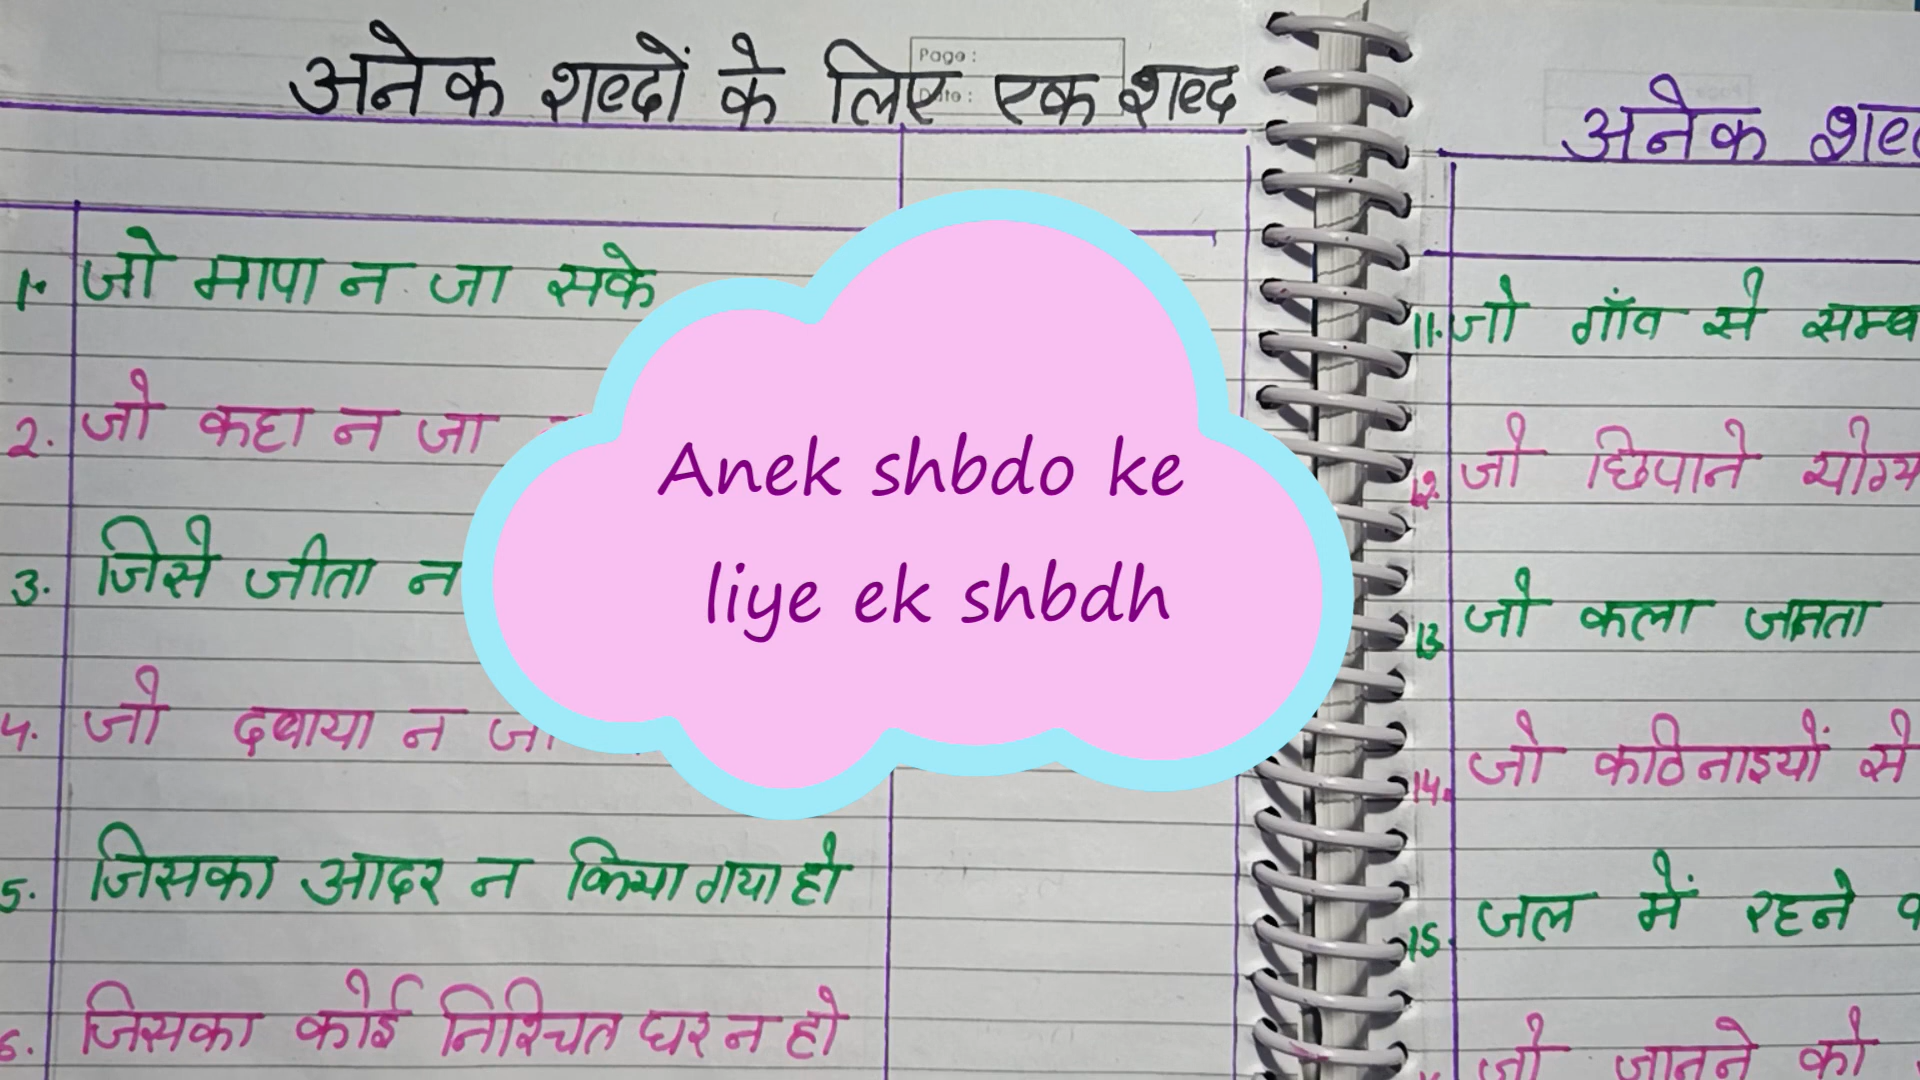 Page :
Date :
अनेक शब्दों के लिए एक शब्द
1. जो मापा न जा सके
2. जो कहा न जा
3. जिसे जीता न
4. जो दबाया न जा
5. जिसका आदर न किया गया हो
6. जिसका कोई निश्चित घर न हो
Anek shbdo ke
liye ek shbdh
अनेक
11. जो गाँव से
12. जो छिपाने योग्य
13. जो कला जानता
14. जो कठिनाइयों से
15. जल में रहने
जो जानने को